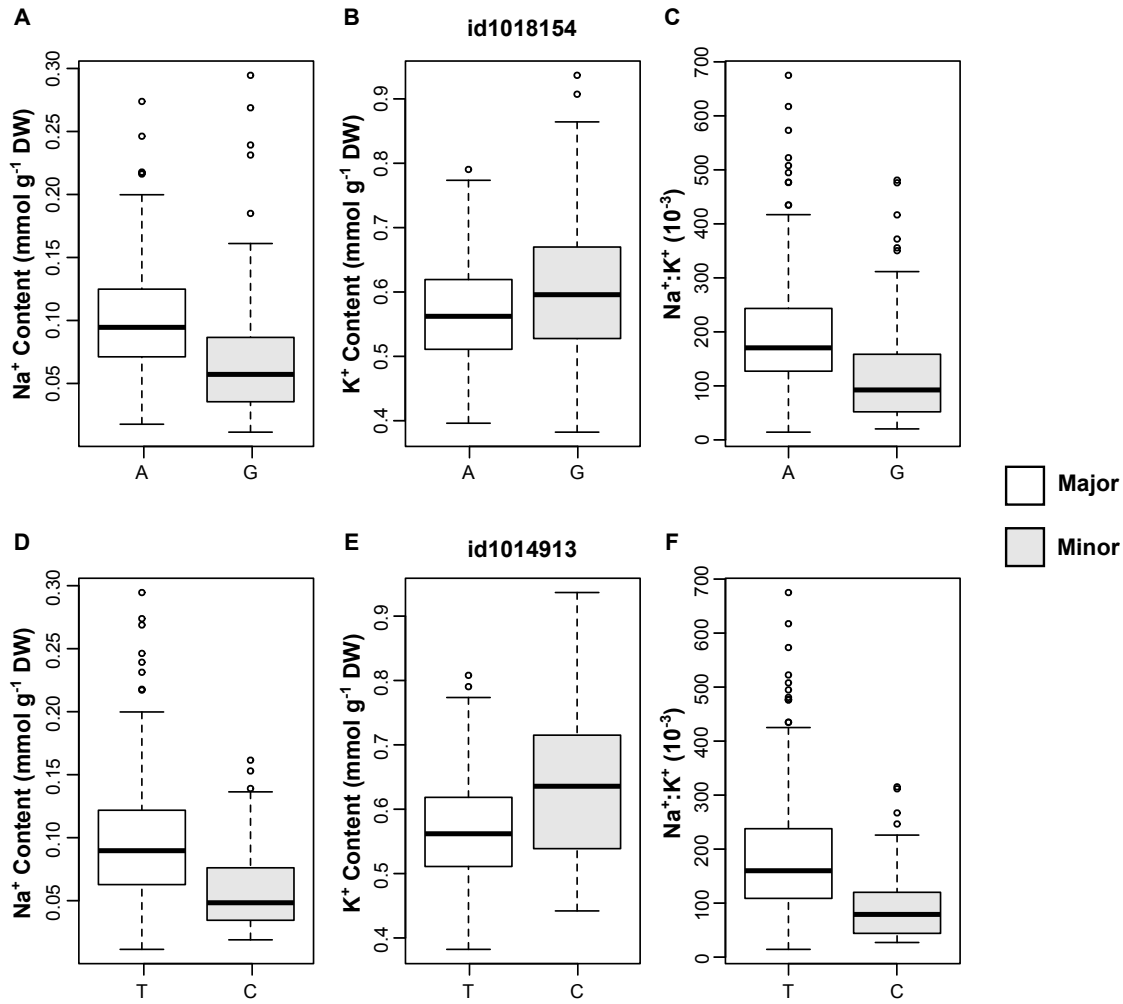 A
B
id1018154
C
Na⁺ Content (mmol g⁻¹ DW)
0.30
0.25
0.20
0.15
0.10
0.05
A
G
K⁺ Content (mmol g⁻¹ DW)
0.9
0.8
0.7
0.6
0.5
0.4
A
G
Na⁺:K⁺ (10⁻³)
700
600
500
400
300
200
100
0
A
G
Major
Minor
D
E
id1014913
F
Na⁺ Content (mmol g⁻¹ DW)
0.30
0.25
0.20
0.15
0.10
0.05
T
C
K⁺ Content (mmol g⁻¹ DW)
0.9
0.8
0.7
0.6
0.5
0.4
T
C
Na⁺:K⁺ (10⁻³)
700
600
500
400
300
200
100
0
T
C